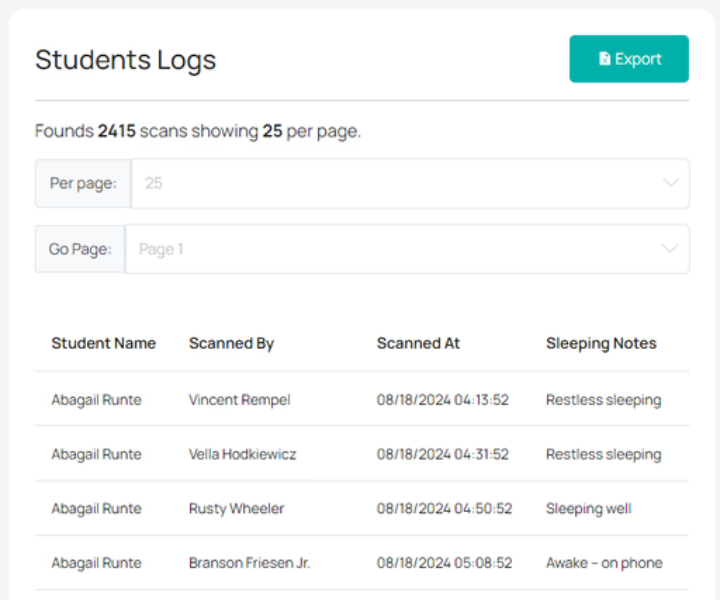 Students Logs
Export
Founds 2415 scans showing 25 per page.
Per page: 25
Go Page: Page 1
Student Name Scanned By Scanned At Sleeping Notes
Abagail Runte Vincent Rempel 08/18/2024 04:13:52 Restless sleeping
Abagail Runte Vella Hodkiewicz 08/18/2024 04:31:52 Restless sleeping
Abagail Runte Rusty Wheeler 08/18/2024 04:50:52 Sleeping well
Abagail Runte Branson Friesen Jr. 08/18/2024 05:08:52 Awake – on phone